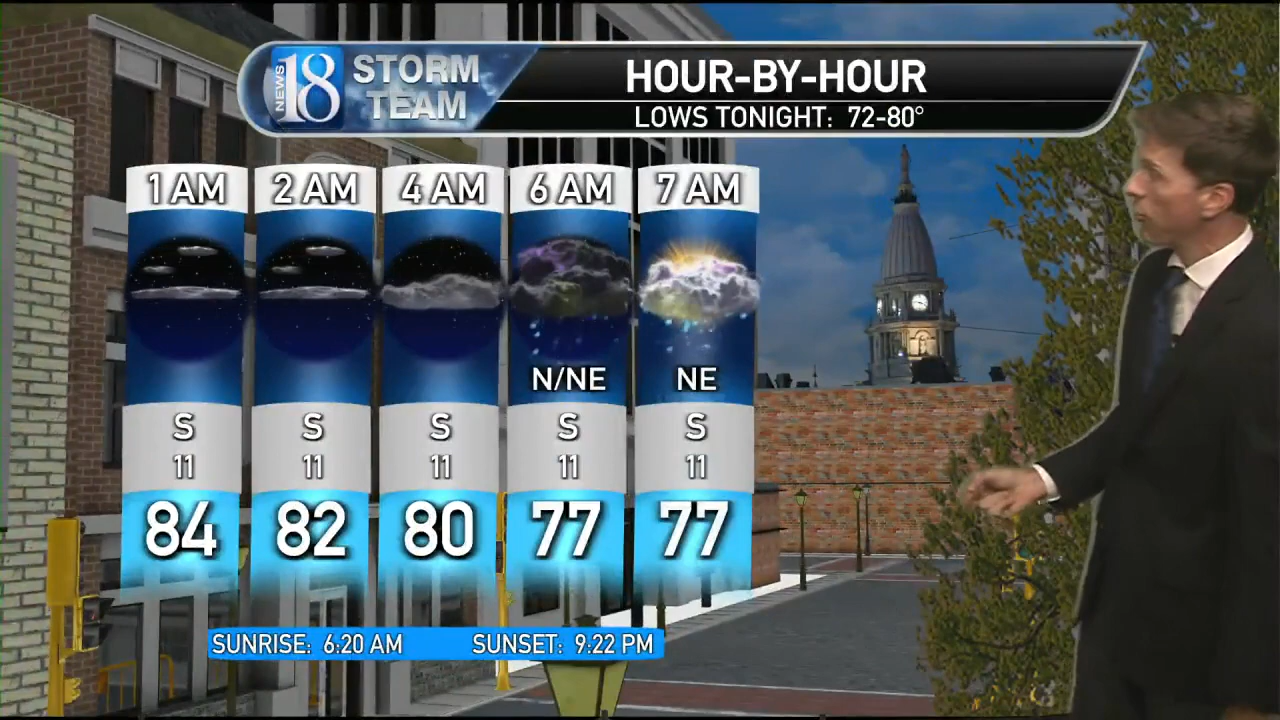 NEWS 18 STORM TEAM
HOUR-BY-HOUR
LOWS TONIGHT: 72-80°
1 AM 2 AM 4 AM 6 AM 7 AM
N/NE NE
S S S S S
11 11 11 11 11
84 82 80 77 77
SUNRISE: 6:20 AM SUNSET: 9:22 PM